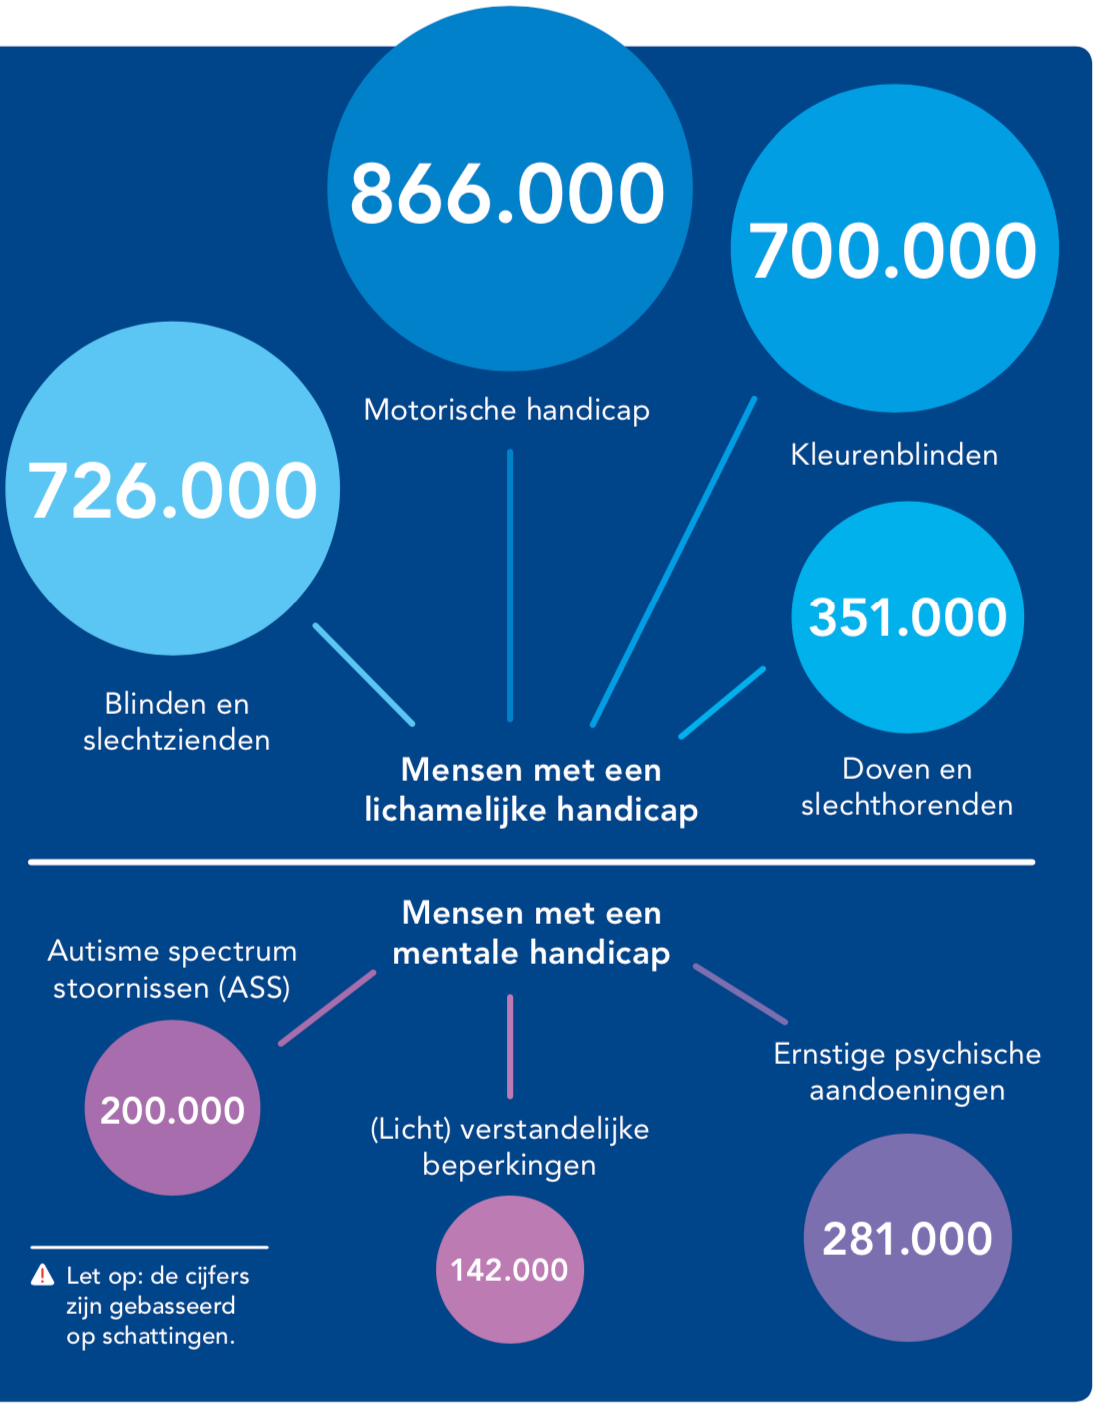 866.000
Motorische handicap
700.000
Kleurenblinden
726.000
Blinden en
slechtzienden
351.000
Doven en
slechthorenden
Mensen met een
lichamelijke handicap
Mensen met een
mentale handicap
Autisme spectrum
stoornissen (ASS)
200.000
(Licht) verstandelijke
beperkingen
142.000
Ernstige psychische
aandoeningen
281.000
Let op: de cijfers
zijn gebasseerd
op schattingen.